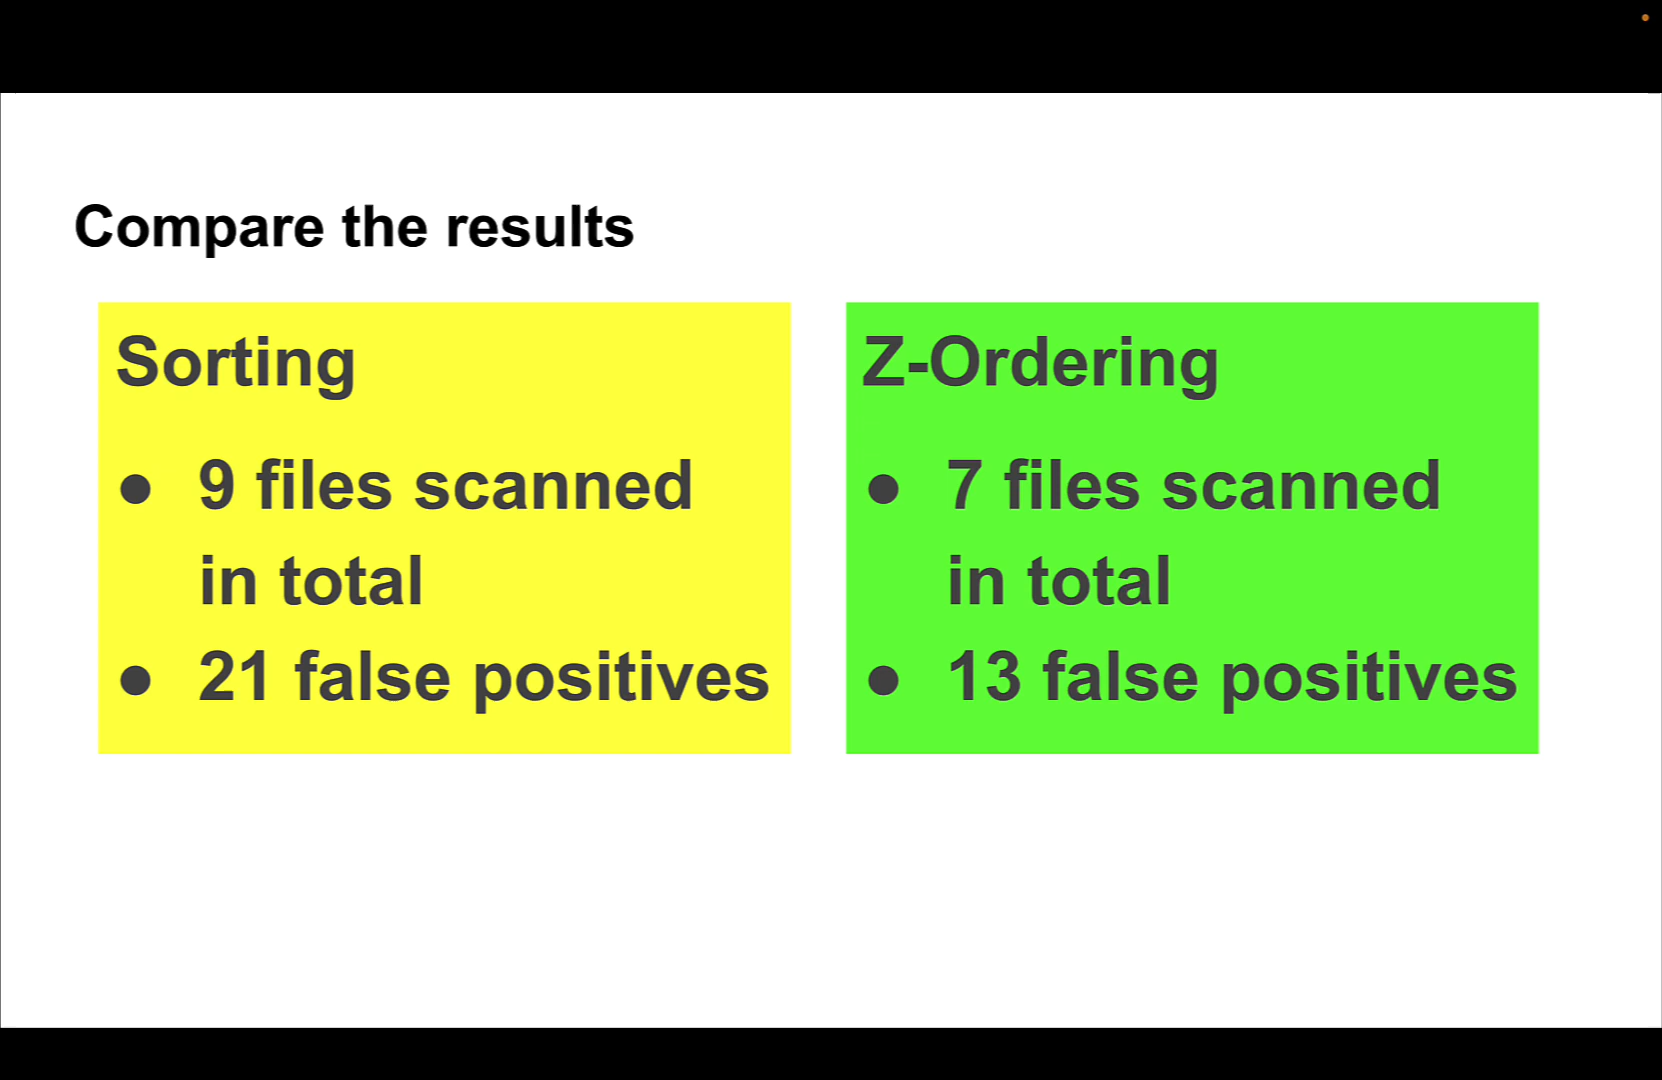 Compare the results
Sorting
● 9 files scanned
in total
● 21 false positives
Z-Ordering
● 7 files scanned
in total
● 13 false positives